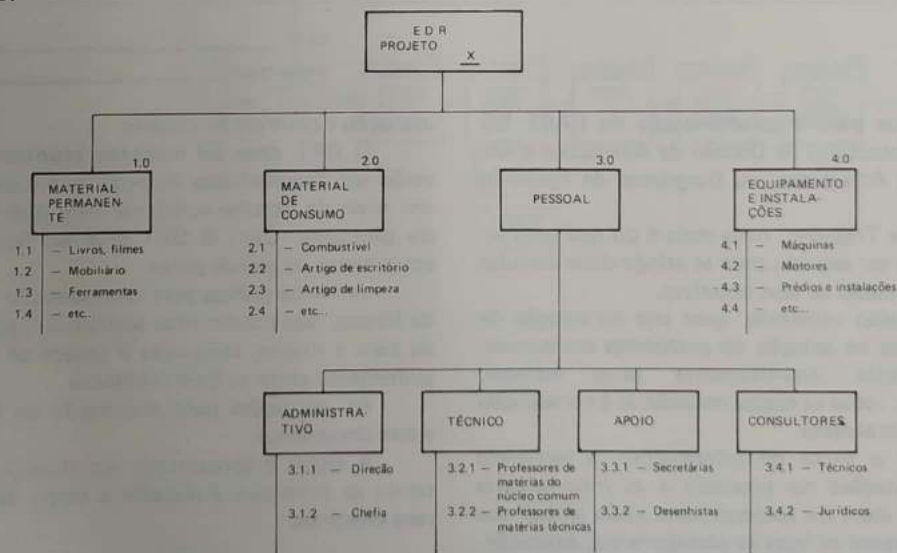 E D R
PROJETO X
1.0
MATERIAL
PERMANEN-
TE
1.1 – Livros, filmes
1.2 – Mobiliário
1.3 – Ferramentas
1.4 – etc..
2.0
MATERIAL
DE
CONSUMO
2.1 – Combustível
2.2 – Artigo de escritório
2.3 – Artigo de limpeza
2.4 – etc...
3.0
PESSOAL
4.0
EQUIPAMENTO
E INSTALA-
ÇÕES
4.1 – Máquinas
4.2 – Motores
4.3 – Prédios e instalações
4.4 – etc...
ADMINISTRA-
TIVO
3.1.1 – Direção
3.1.2 – Chefia
TÉCNICO
3.2.1 – Professores de
matérias do
núcleo comum
3.2.2 – Professores de
matérias técnicas
APOIO
3.3.1 – Secretárias
3.3.2 – Desenhistas
CONSULTORES
3.4.1 – Técnicos
3.4.2 – Jurídicos